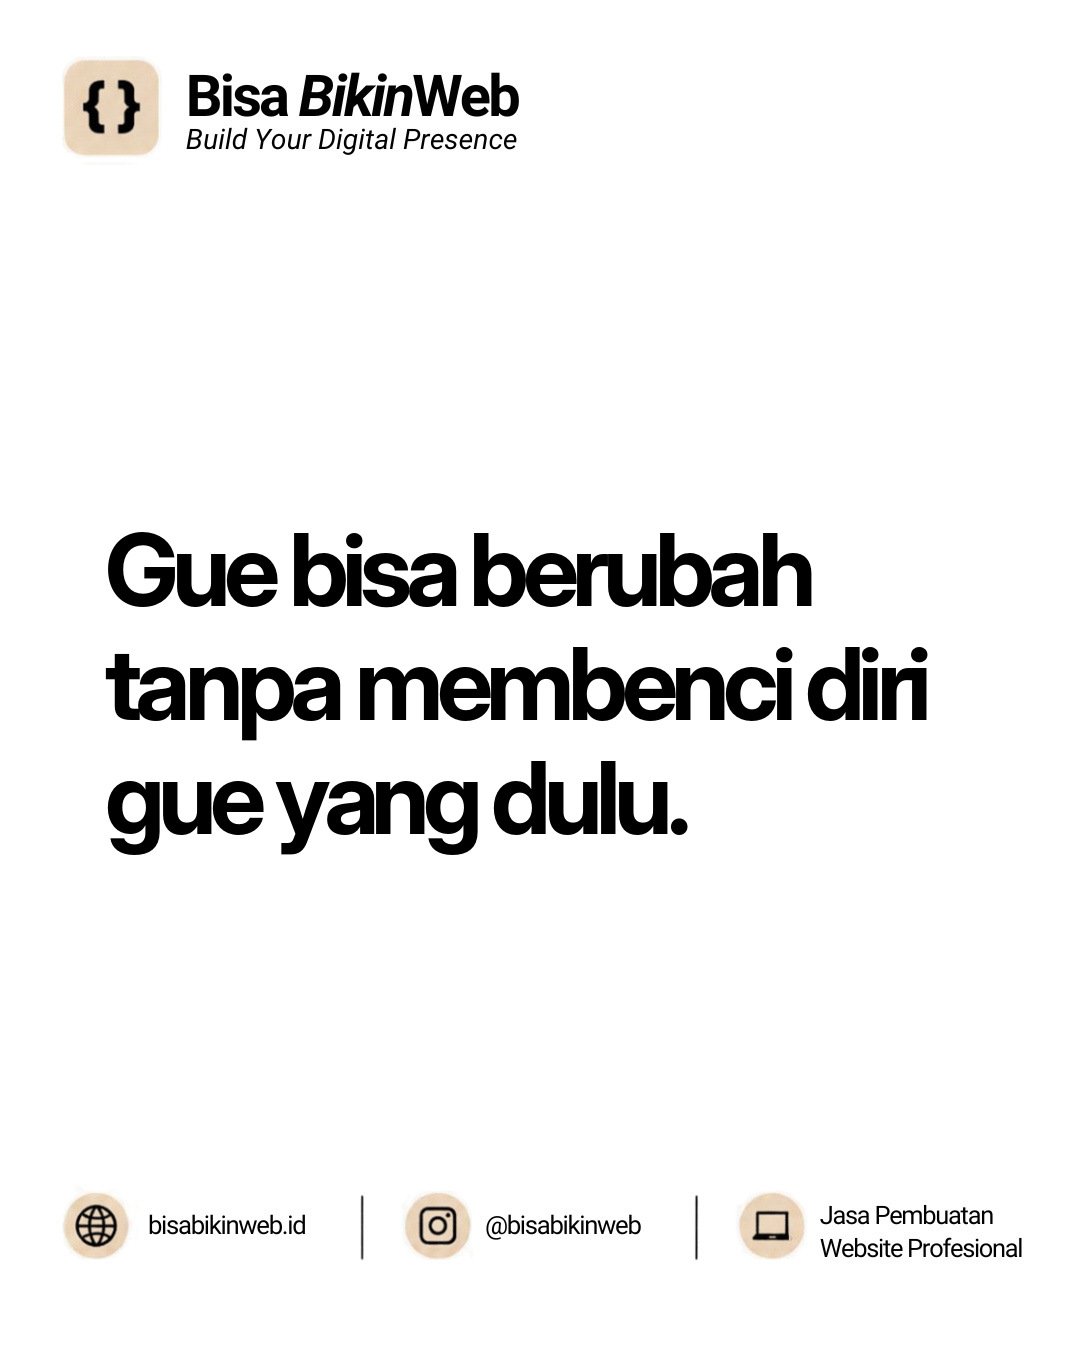 { }
Bisa BikinWeb
Build Your Digital Presence
Gue bisa berubah
tanpa membenci diri
gue yang dulu.
bisabikinweb.id
@bisabikinweb
Jasa Pembuatan
Website Profesional